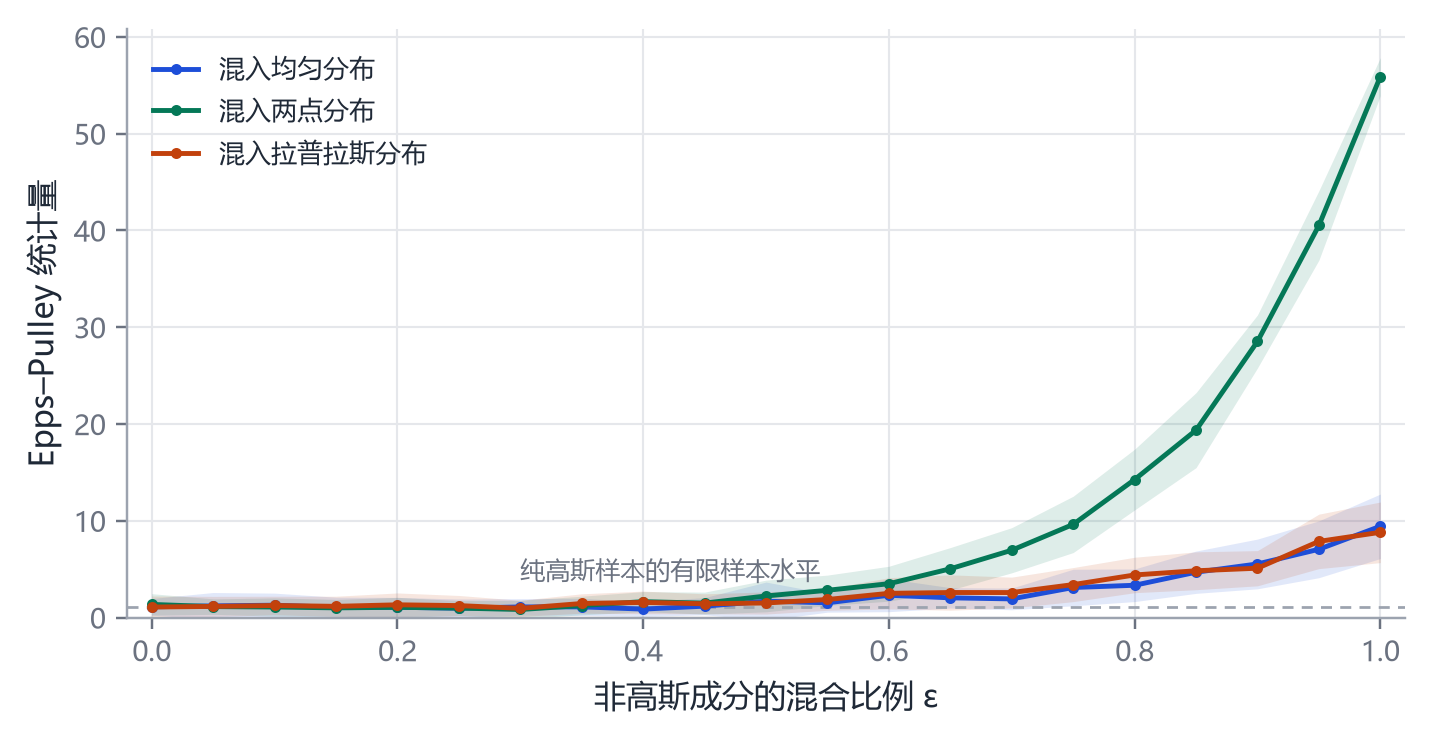 60
50
40
30
20
10
0
Epps–Pulley 统计量
混入均匀分布
混入两点分布
混入拉普拉斯分布
纯高斯样本的有限样本水平
0.0
0.2
0.4
0.6
0.8
1.0
非高斯成分的混合比例 ε